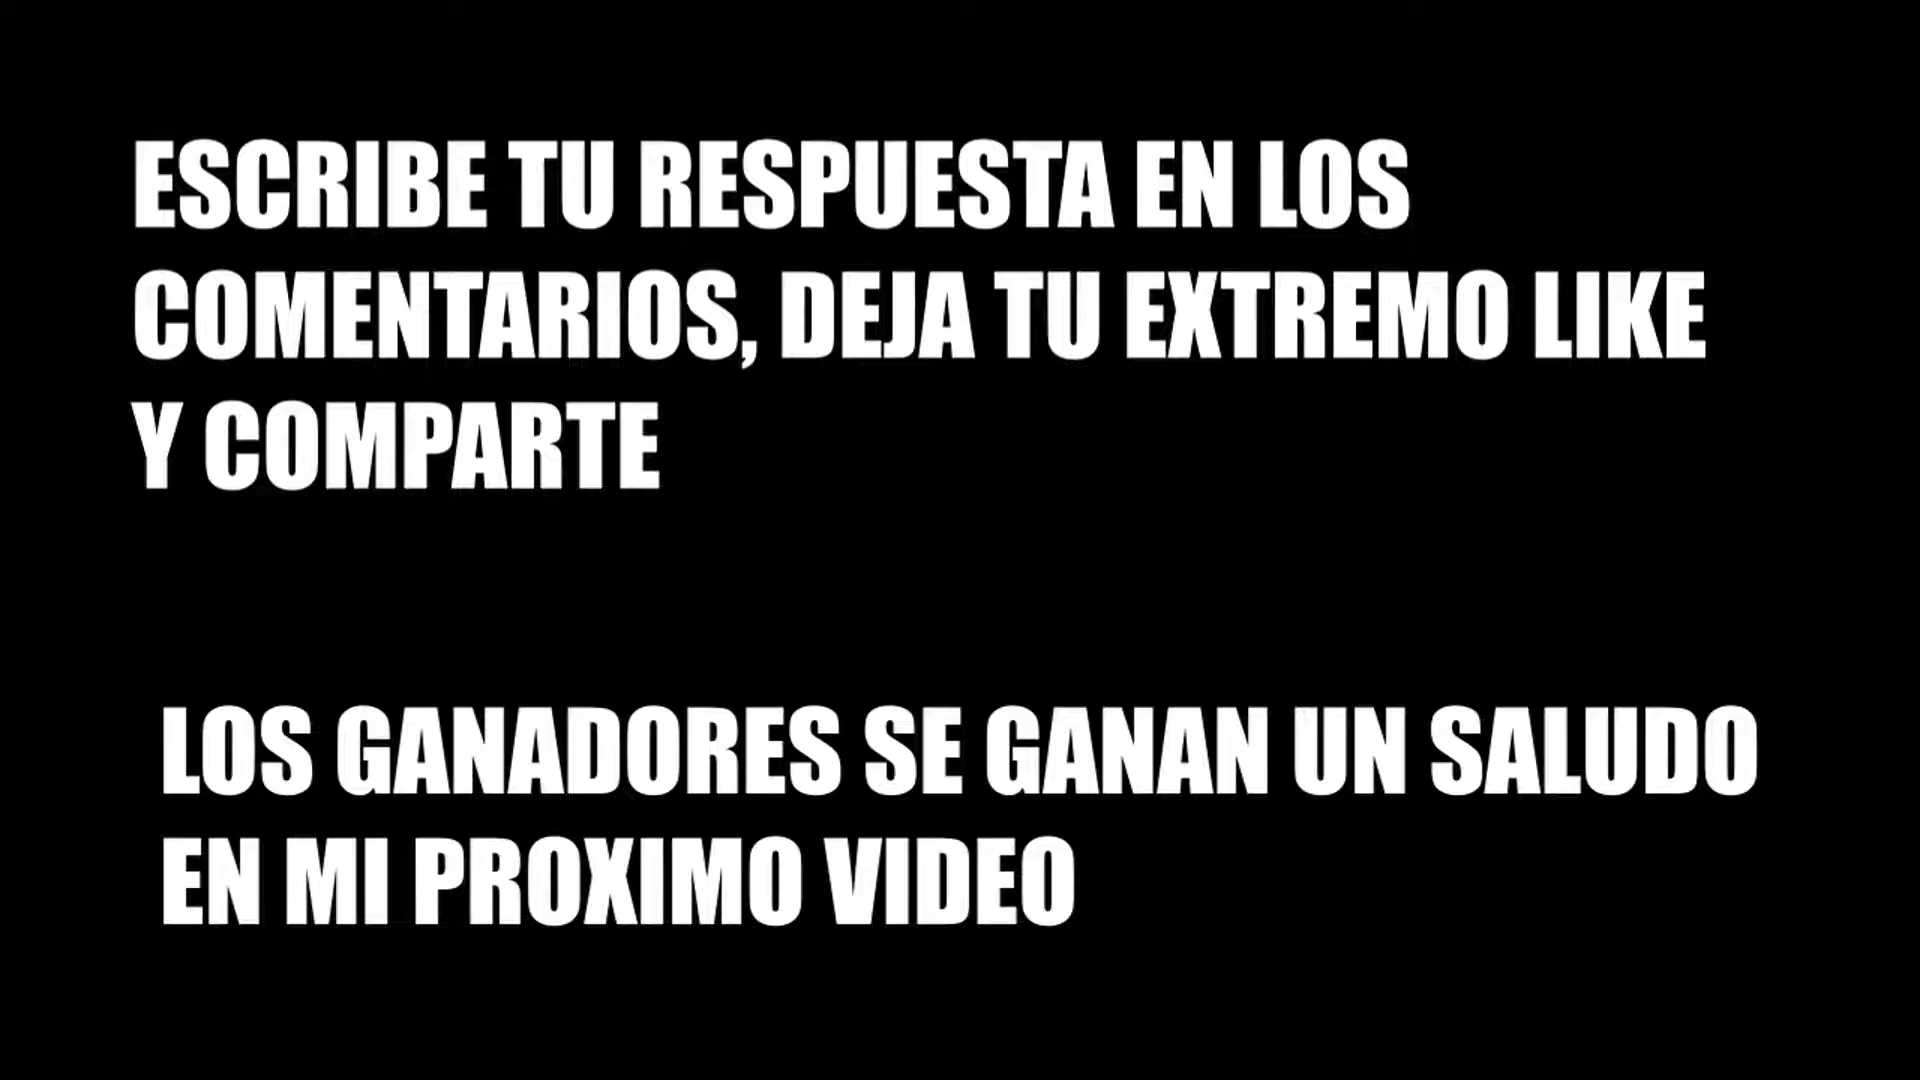 ESCRIBE TU RESPUESTA EN LOS
COMENTARIOS, DEJA TU EXTREMO LIKE
Y COMPARTE
LOS GANADORES SE GANAN UN SALUDO
EN MI PROXIMO VIDEO